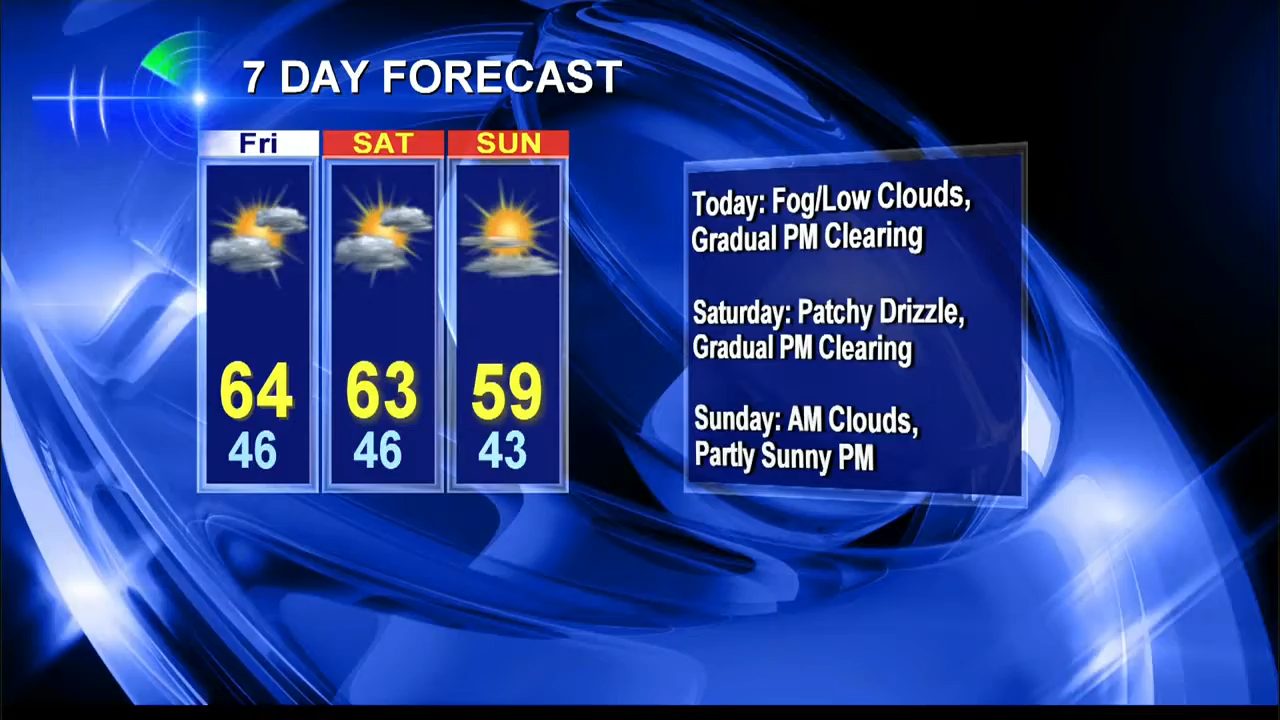 7 DAY FORECAST
Fri SAT SUN
64 63 59
46 46 43
Today: Fog/Low Clouds,
Gradual PM Clearing
Saturday: Patchy Drizzle,
Gradual PM Clearing
Sunday: AM Clouds,
Partly Sunny PM